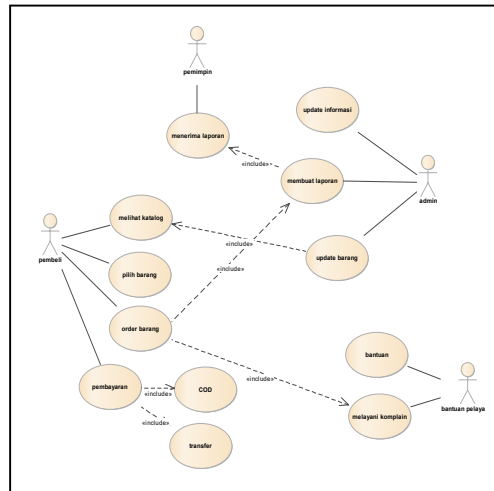 pemimpin
update informasi
menerima laporan
«include»
membuat laporan
admin
melihat katalog
pembeli
«include»
update barang
pilih barang
«include»
order barang
bantuan
pembayaran
«include»
COD
«include»
bantuan pelaya
melayani komplain
«include»
transfer